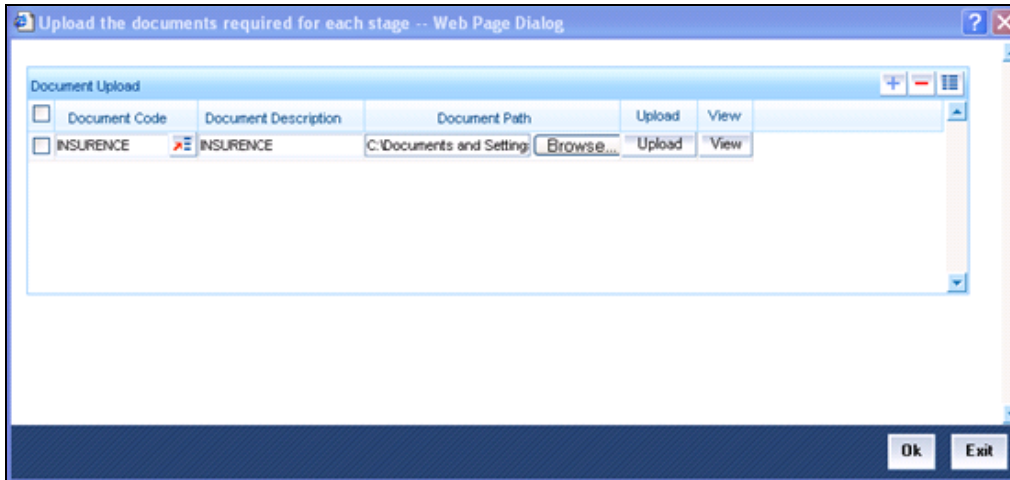 Upload the documents required for each stage -- Web Page Dialog
Document Upload
Document Code Document Description Document Path Upload View
INSURENCE INSURENCE C:\Documents and Setting Browse... Upload View
Ok Exit